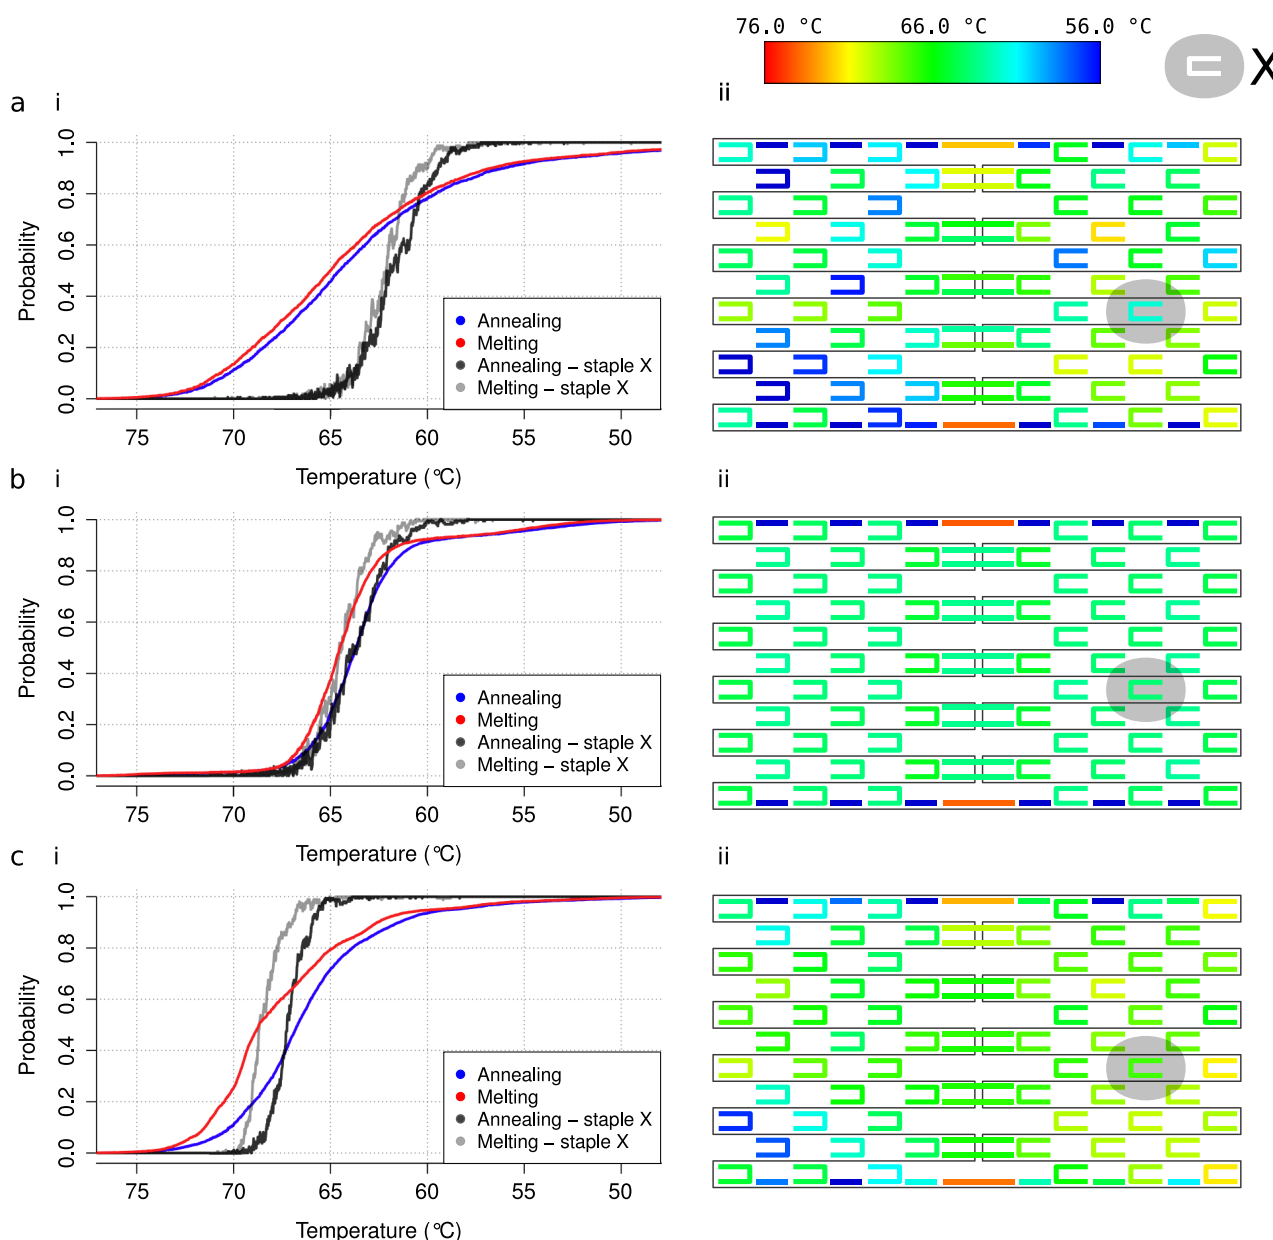 76.0 °C 66.0 °C 56.0 °C
X
a i ii
Probability
0.0 0.2 0.4 0.6 0.8 1.0
Annealing
Melting
Annealing – staple X
Melting – staple X
75 70 65 60 55 50
Temperature (°C)
b i ii
Probability
0.0 0.2 0.4 0.6 0.8 1.0
Annealing
Melting
Annealing – staple X
Melting – staple X
75 70 65 60 55 50
Temperature (°C)
c i ii
Probability
0.0 0.2 0.4 0.6 0.8 1.0
Annealing
Melting
Annealing – staple X
Melting – staple X
75 70 65 60 55 50
Temperature (°C)